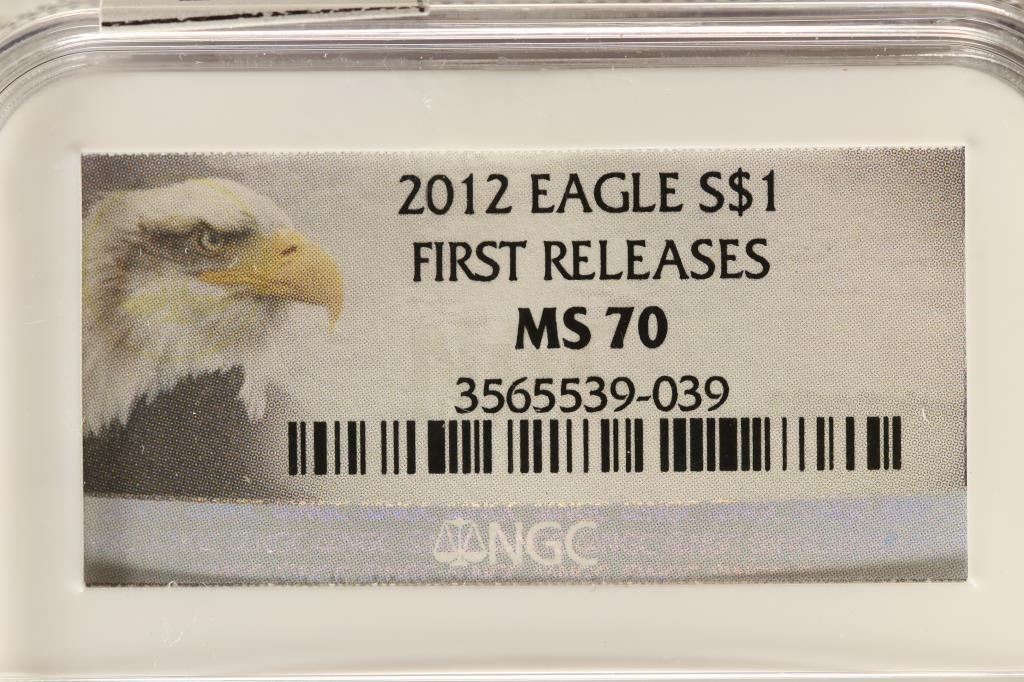 2012 EAGLE S$1
FIRST RELEASES
MS 70
3565539-039
NGC